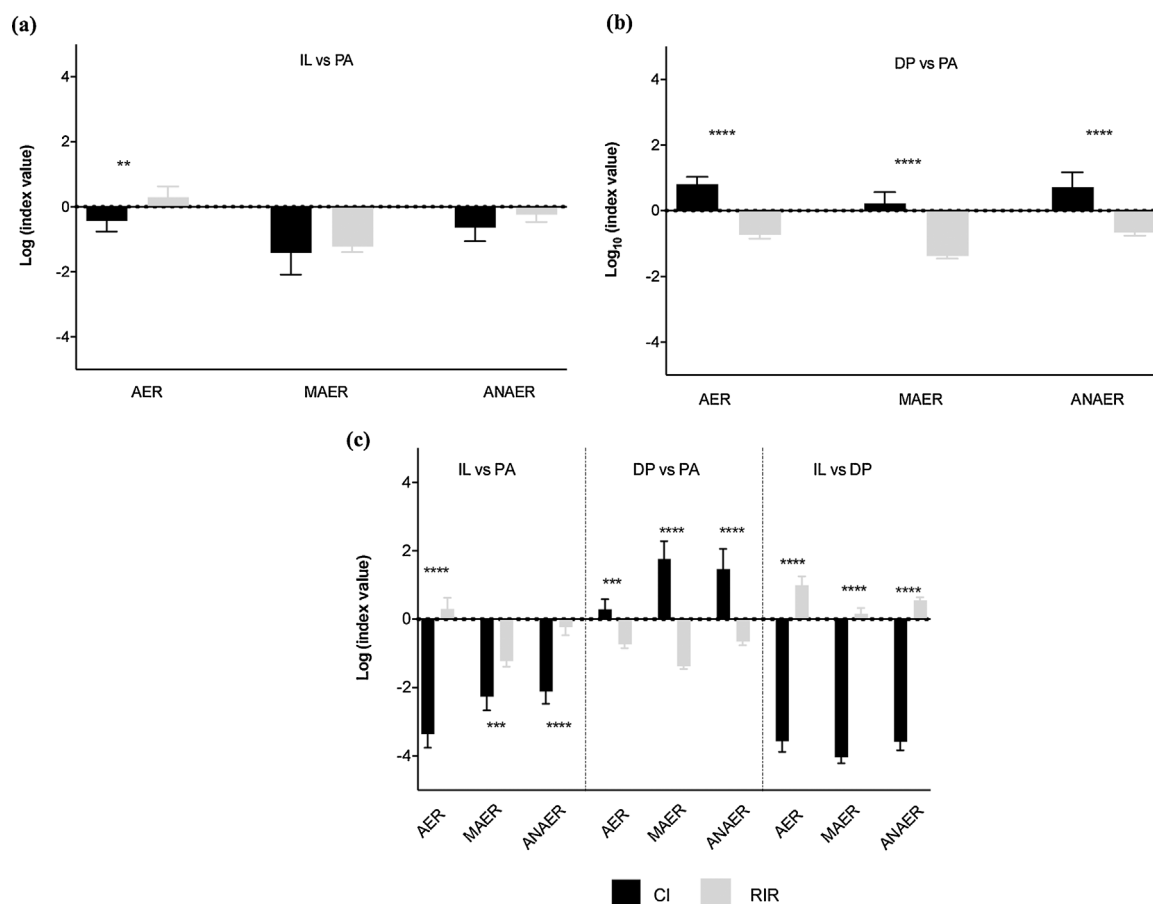 (a)
IL vs PA
Log (index value)
4
2
0
-2
-4
**
AER MAER ANAER
(b)
DP vs PA
Log10 (index value)
4
2
0
-2
-4
**** **** ****
AER MAER ANAER
(c)
IL vs PA DP vs PA IL vs DP
Log (index value)
4
2
0
-2
-4
**** *** **** **** **** **** ****
*** ****
AER MAER ANAER AER MAER ANAER AER MAER ANAER
CI RIR